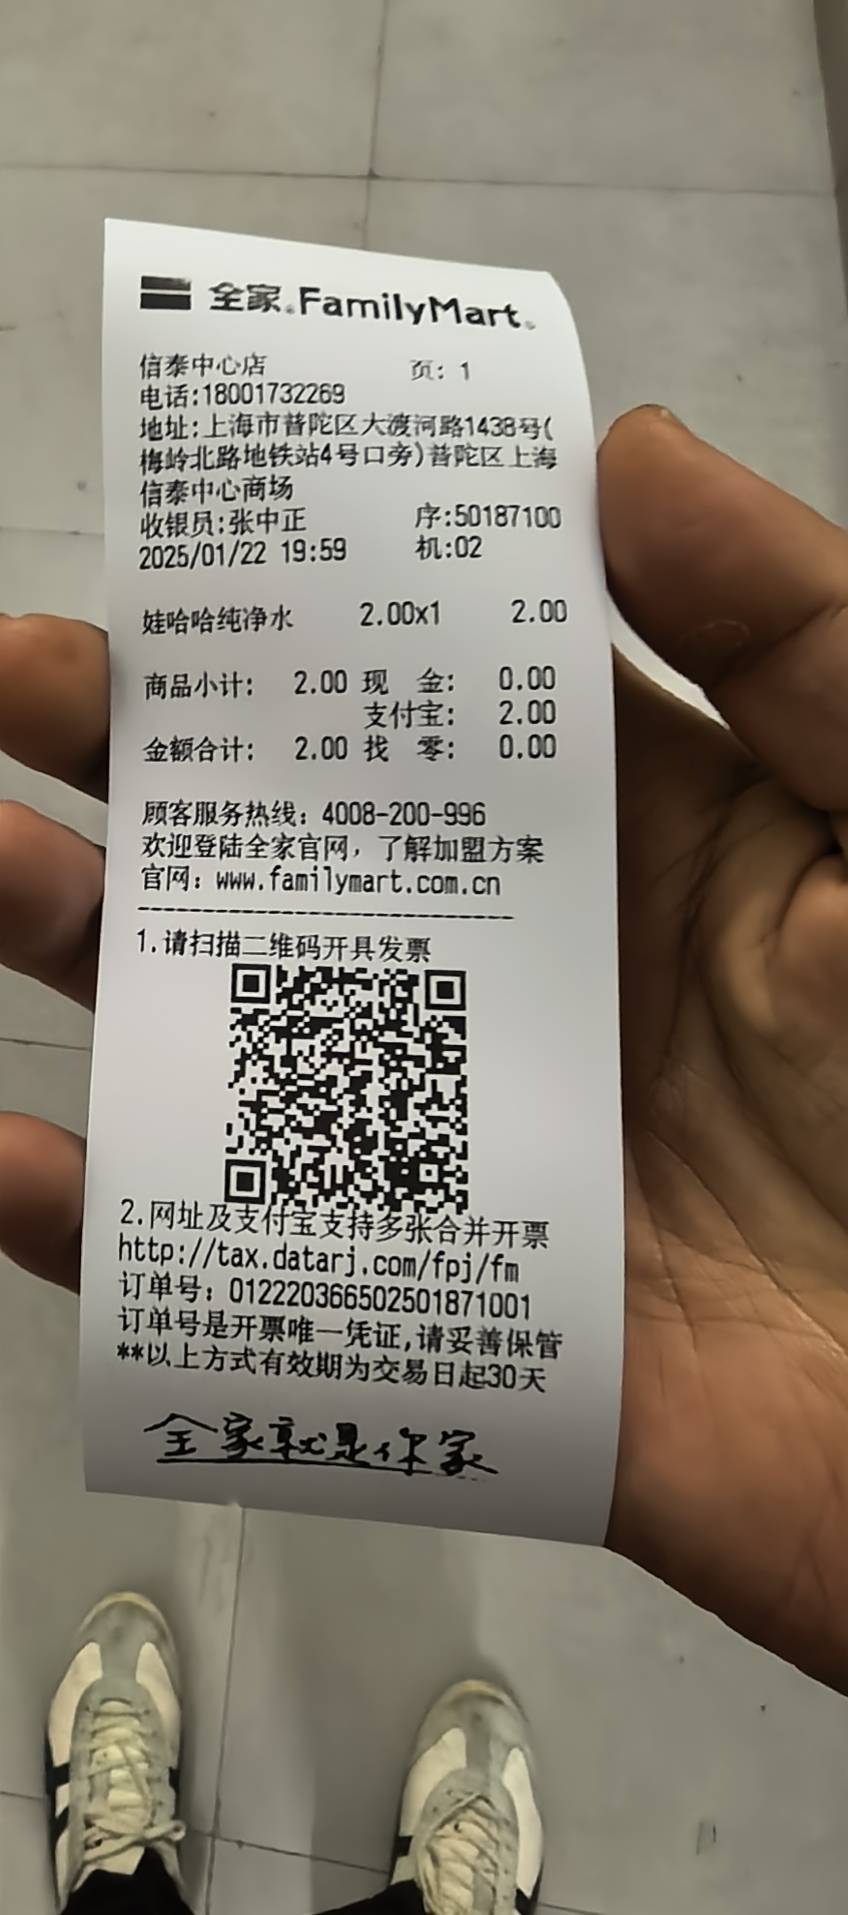 全家 FamilyMart
信泰中心店 页: 1
电话:18001732269
地址:上海市普陀区大渡河路1438号(
梅岭北路地铁站4号口旁)普陀区上海
信泰中心商场
收银员:张中正 序:50187100
2025/01/22 19:59 机:02
娃哈哈纯净水 2.00x1 2.00
商品小计: 2.00 现 金: 0.00
支付宝: 2.00
金额合计: 2.00 找 零: 0.00
顾客服务热线: 4008-200-996
欢迎登陆全家官网, 了解加盟方案
官网: www.familymart.com.cn
1.请扫描二维码开具发票
2.网址及支付宝支持多张合并开票
http://tax.datarj.com/fpj/fm
订单号: 012220366502501871001
订单号是开票唯一凭证,请妥善保管
**以上方式有效期为交易日起30天
全家就是你家